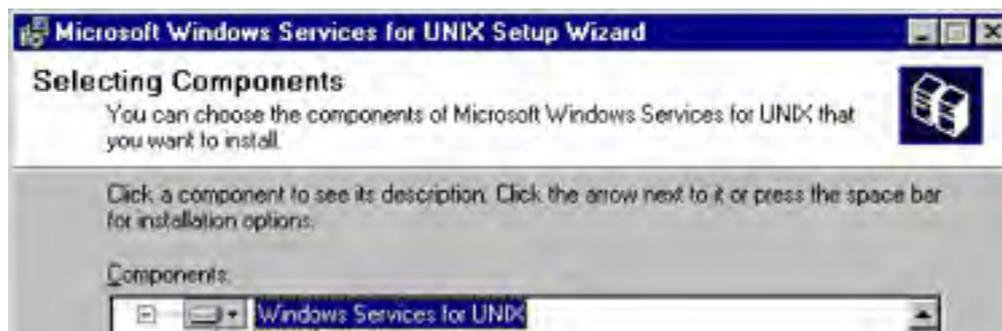 Microsoft Windows Services for UNIX Setup Wizard
Selecting Components
You can choose the components of Microsoft Windows Services for UNIX that
you want to install.
Click a component to see its description. Click the arrow next to it or press the space bar
for installation options.
Components:
Windows Services for UNIX